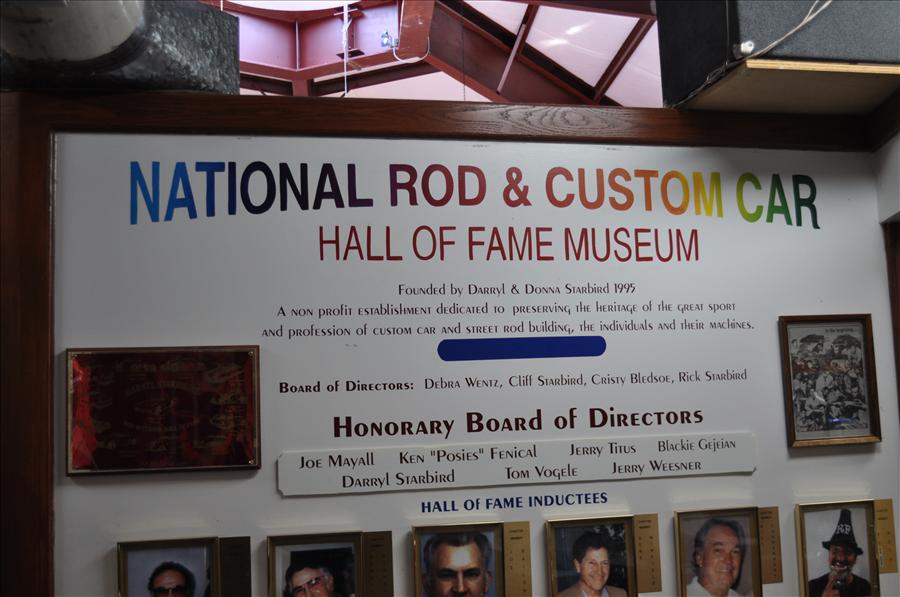 NATIONAL ROD & CUSTOM CAR
HALL OF FAME MUSEUM
Founded by Darryl & Donna Starbird 1995
A non profit establishment dedicated to preserving the heritage of the great sport
and profession of custom car and street rod building, the individuals and their machines.
Board of Directors: Debra Wentz, Cliff Starbird, Cristy Bledsoe, Rick Starbird
Honorary Board of Directors
Joe Mayall Ken "Posies" Fenical Jerry Titus Blackie Gejeian
Darryl Starbird Tom Vogele Jerry Weesner
HALL OF FAME INDUCTEES